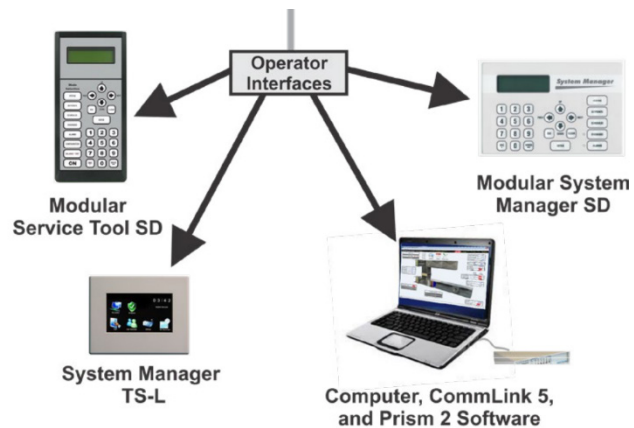 Operator
Interfaces
System Manager
Modular
Service Tool SD
Modular System
Manager SD
System Manager
TS-L
Computer, CommLink 5,
and Prism 2 Software